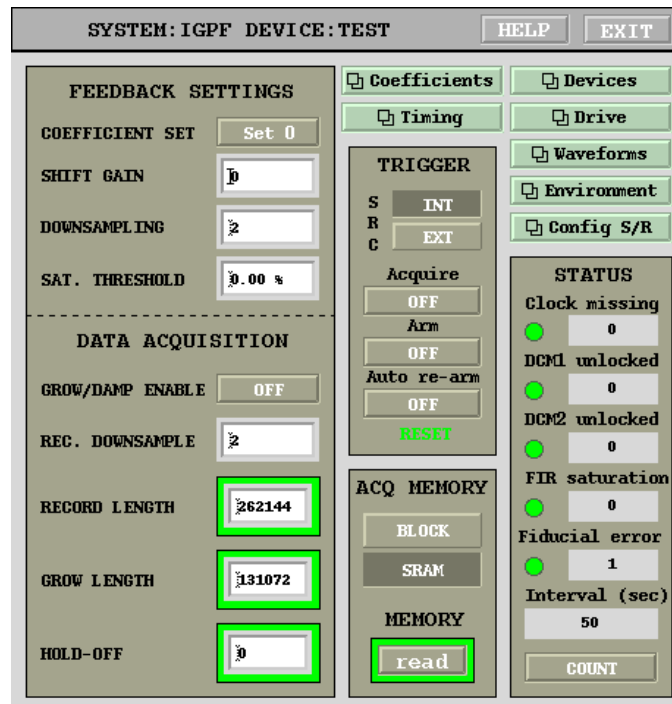 SYSTEM:IGPF DEVICE:TEST
HELP
EXIT
FEEDBACK SETTINGS
COEFFICIENT SET
Set 0
SHIFT GAIN
0
DOWNSAMPLING
2
SAT. THRESHOLD
0.00 %
DATA ACQUISITION
GROW/DAMP ENABLE
OFF
REC. DOWNSAMPLE
2
RECORD LENGTH
262144
GROW LENGTH
131072
HOLD-OFF
0
Coefficients
Timing
TRIGGER
SRC
INT
EXT
Acquire
OFF
Arm
OFF
Auto re-arm
OFF
RESET
ACQ MEMORY
BLOCK
SRAM
MEMORY
read
Devices
Drive
Waveforms
Environment
Config S/R
STATUS
Clock missing
0
DCM1 unlocked
0
DCM2 unlocked
0
FIR saturation
0
Fiducial error
1
Interval (sec)
50
COUNT